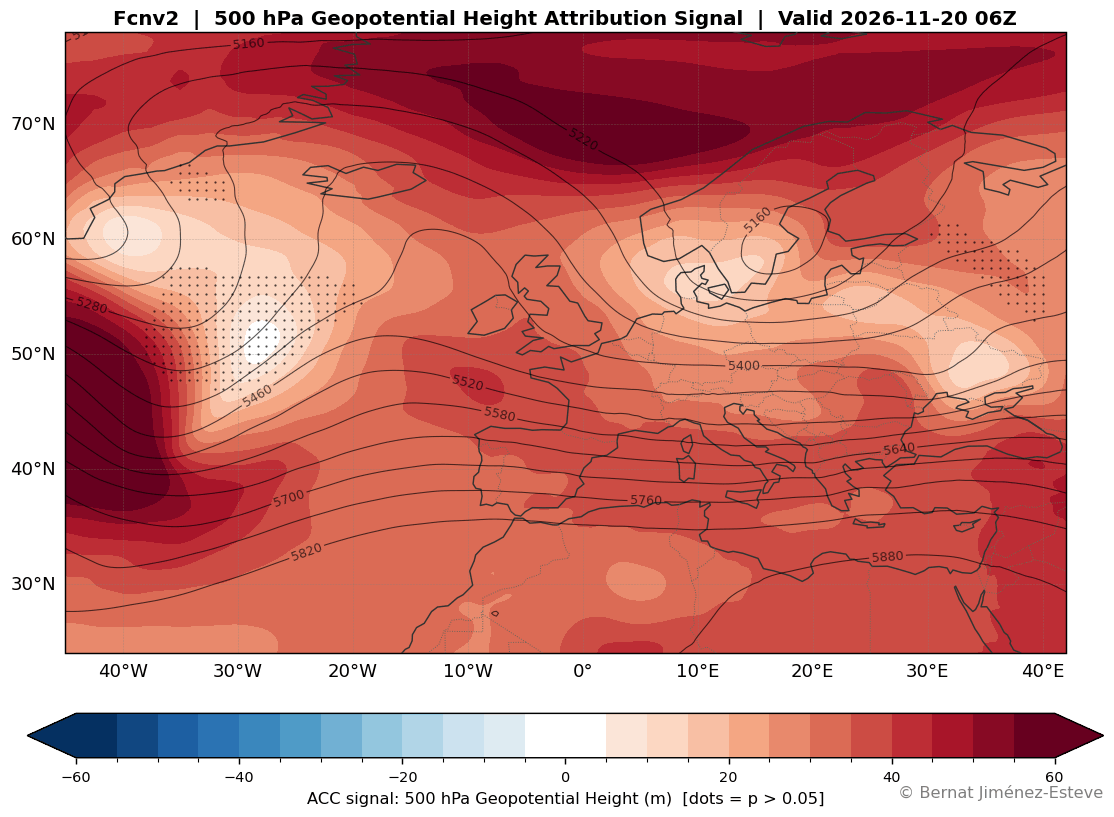 Fcnv2 | 500 hPa Geopotential Height Attribution Signal | Valid 2026-11-20 06Z
5160
5220
70°N
5160
60°N
5280
50°N
5400
5520
5460
5580
5640
40°N
5700
5760
5820
5880
30°N
40°W 30°W 20°W 10°W 0° 10°E 20°E 30°E 40°E
−60 −40 −20 0 20 40 60
ACC signal: 500 hPa Geopotential Height (m) [dots = p > 0.05]
© Bernat Jiménez-Esteve